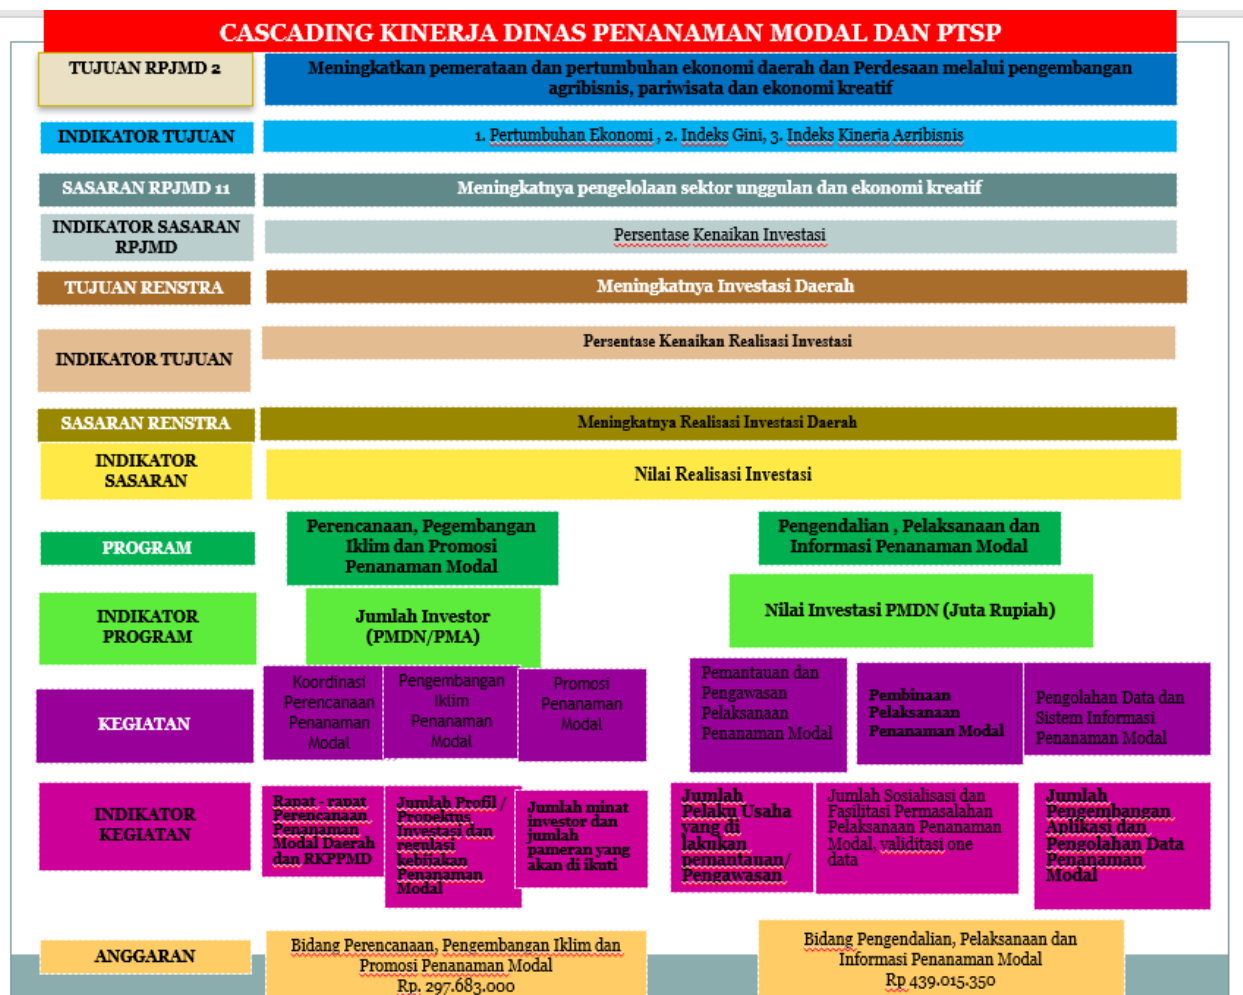 CASCADING KINERJA DINAS PENANAMAN MODAL DAN PTSP
TUJUAN RPJMD 2
Meningkatkan pemerataan dan pertumbuhan ekonomi daerah dan Perdesaan melalui pengembangan
agribisnis, pariwisata dan ekonomi kreatif
INDIKATOR TUJUAN
1. Pertumbuhan Ekonomi , 2. Indeks Gini, 3. Indeks Kinerja Agribisnis
SASARAN RPJMD 11
Meningkatnya pengelolaan sektor unggulan dan ekonomi kreatif
INDIKATOR SASARAN
RPJMD
Persentase Kenaikan Investasi
TUJUAN RENSTRA
Meningkatnya Investasi Daerah
INDIKATOR TUJUAN
Persentase Kenaikan Realisasi Investasi
SASARAN RENSTRA
Meningkatnya Realisasi Investasi Daerah
INDIKATOR
SASARAN
Nilai Realisasi Investasi
PROGRAM
Perencanaan, Pegembangan
Iklim dan Promosi
Penanaman Modal
Pengendalian , Pelaksanaan dan
Informasi Penanaman Modal
INDIKATOR
PROGRAM
Jumlah Investor
(PMDN/PMA)
Nilai Investasi PMDN (Juta Rupiah)
KEGIATAN
Koordinasi
Perencanaan
Penanaman
Modal
Pengembangan
Iklim
Penanaman
Modal
Promosi
Penanaman
Modal
Pemantauan dan
Pengawasan
Pelaksanaan
Penanaman Modal
Pembinaan
Pelaksanaan
Penanaman Modal
Pengolahan Data dan
Sistem Informasi
Penanaman Modal
INDIKATOR
KEGIATAN
Rapat - rapat
Perencanaan
Penanaman
Modal Daerah
dan RKPPMD
Jumlah Profil /
Propektus
Investasi dan
regulasi
kebijakan
Penanaman
Modal
Jumlah minat
investor dan
jumlah
pameran yang
akan di ikuti
Jumlah
Pelaku Usaha
yang di
lakukan
pemantauan/
Pengawasan
Jumlah Sosialisasi dan
Fasilitasi Permasalahan
Pelaksanaan Penanaman
Modal, validitasi one
data
Jumlah
Pengembangan
Aplikasi dan
Pengolahan Data
Penanaman
Modal
ANGGARAN
Bidang Perencanaan, Pengembangan Iklim dan
Promosi Penanaman Modal
Rp. 297.683.000
Bidang Pengendalian, Pelaksanaan dan
Informasi Penanaman Modal
Rp 439.015.350